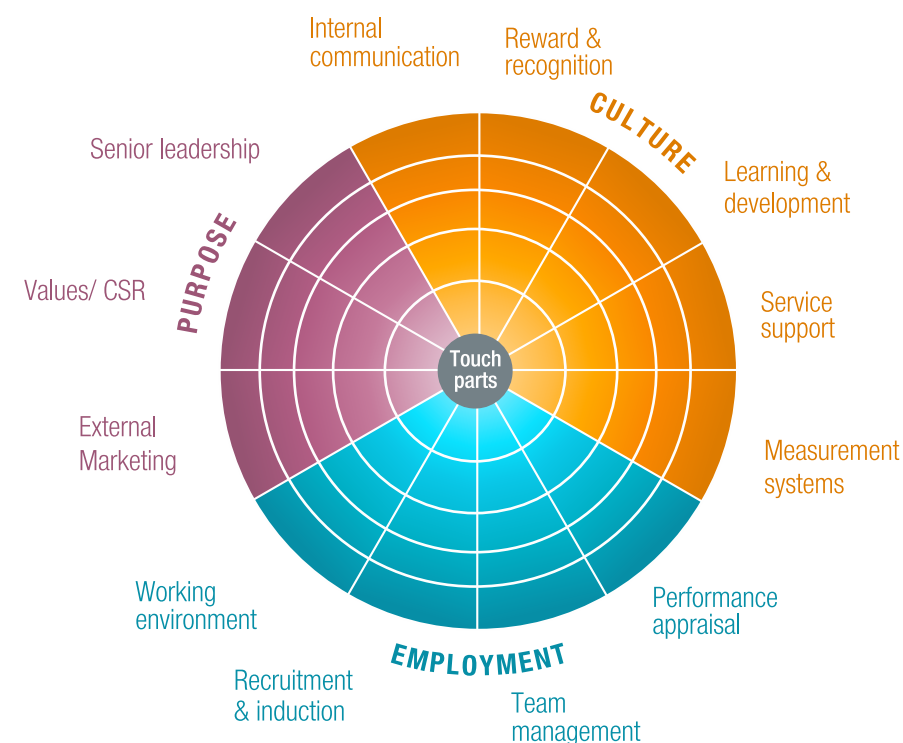 Internal
communication
Reward &
recognition
CULTURE
Senior leadership
Learning &
development
PURPOSE
Values/ CSR
Service
support
Touch
parts
External
Marketing
Measurement
systems
Working
environment
Performance
appraisal
EMPLOYMENT
Recruitment
& induction
Team
management